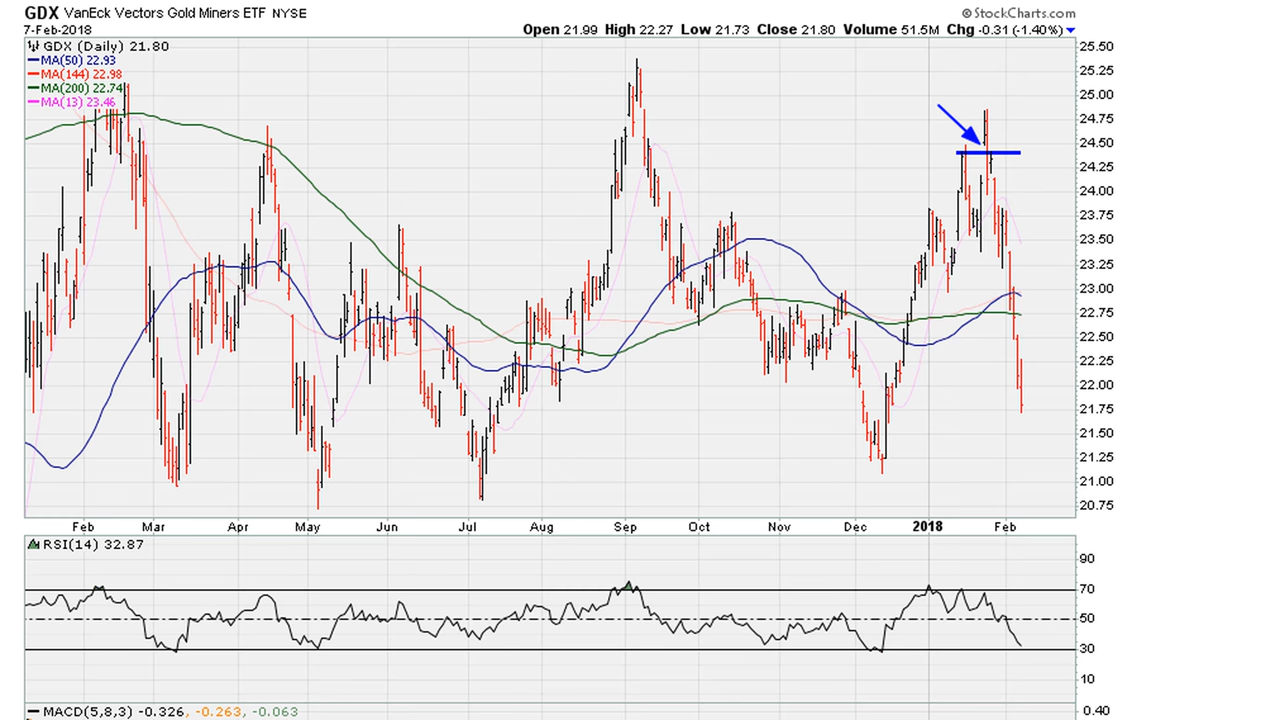 GDX VanEck Vectors Gold Miners ETF NYSE © StockCharts.com
7-Feb-2018 Open 21.99 High 22.27 Low 21.73 Close 21.80 Volume 51.5M Chg -0.31 (-1.40%)
GDX (Daily) 21.80
MA(50) 22.93
MA(144) 22.98
MA(200) 22.74
MA(13) 23.46
25.50
25.25
25.00
24.75
24.50
24.25
24.00
23.75
23.50
23.25
23.00
22.75
22.50
22.25
22.00
21.75
21.50
21.25
21.00
20.75
Feb Mar Apr May Jun Jul Aug Sep Oct Nov Dec 2018 Feb
RSI(14) 32.87
90
70
50
30
10
MACD(5,8,3) -0.326, -0.263, -0.063
0.40